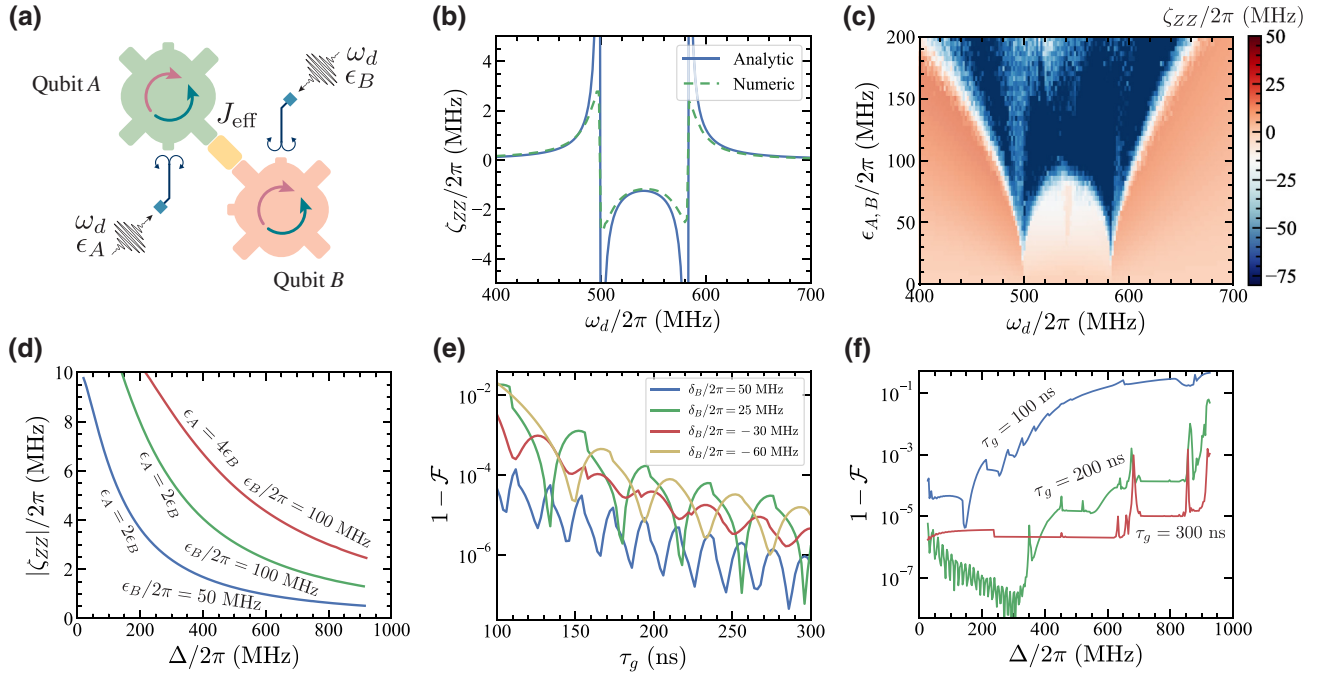 (a)
Qubit A
ω_d
ϵ_B
J_eff
ω_d
ϵ_A
Qubit B
(b)
ζ_ZZ/2π (MHz)
4
2
0
−2
−4
Analytic
Numeric
400 500 600 700
ω_d/2π (MHz)
(c)
ζ_ZZ/2π (MHz)
ϵ_A,B/2π (MHz)
200
150
100
50
0
400 500 600 700
ω_d/2π (MHz)
50
25
0
−25
−50
−75
(d)
|ζ_ZZ|/2π (MHz)
10
8
6
4
2
0
ϵ_A = 4ϵ_B
ϵ_B/2π = 100 MHz
ϵ_A = 2ϵ_B
ϵ_B/2π = 100 MHz
ϵ_A = 2ϵ_B
ϵ_B/2π = 50 MHz
0 200 400 600 800 1000
Δ/2π (MHz)
(e)
1 − F
10^−2
10^−4
10^−6
δ_B/2π = 50 MHz
δ_B/2π = 25 MHz
δ_B/2π = −30 MHz
δ_B/2π = −60 MHz
100 150 200 250 300
τ_g (ns)
(f)
1 − F
10^−1
10^−3
10^−5
10^−7
τ_g = 100 ns
τ_g = 200 ns
τ_g = 300 ns
0 200 400 600 800 1000
Δ/2π (MHz)